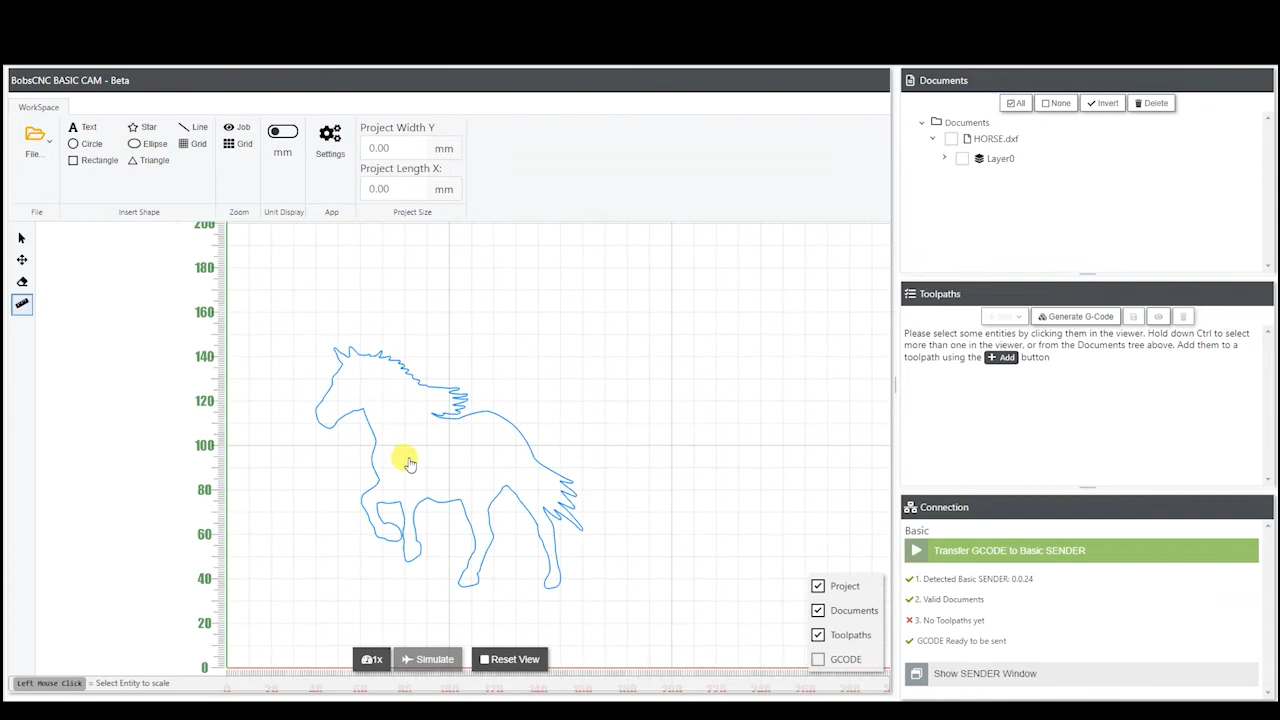 BobsCNC BASIC CAM - Beta
WorkSpace
File...
Text
Circle
Rectangle
Star
Ellipse
Triangle
Line
Grid
Job
Grid
mm
Settings
Project Width Y
0.00 mm
Project Length X:
0.00 mm
File
Insert Shape
Zoom
Unit Display
App
Project Size
200
180
160
140
120
100
80
60
40
20
0
Project
Documents
Toolpaths
GCODE
1x
Simulate
Reset View
Left Mouse Click = Select Entity to scale
Documents
All
None
Invert
Delete
Documents
HORSE.dxf
Layer0
Toolpaths
Generate G-Code
Please select some entities by clicking them in the viewer. Hold down Ctrl to select
more than one in the viewer, or from the Documents tree above. Add them to a
toolpath using the + Add button
Connection
Basic
Transfer GCODE to Basic SENDER
1. Detected Basic SENDER: 0.0.24
2. Valid Documents
3. No Toolpaths yet
GCODE Ready to be sent
Show SENDER Window